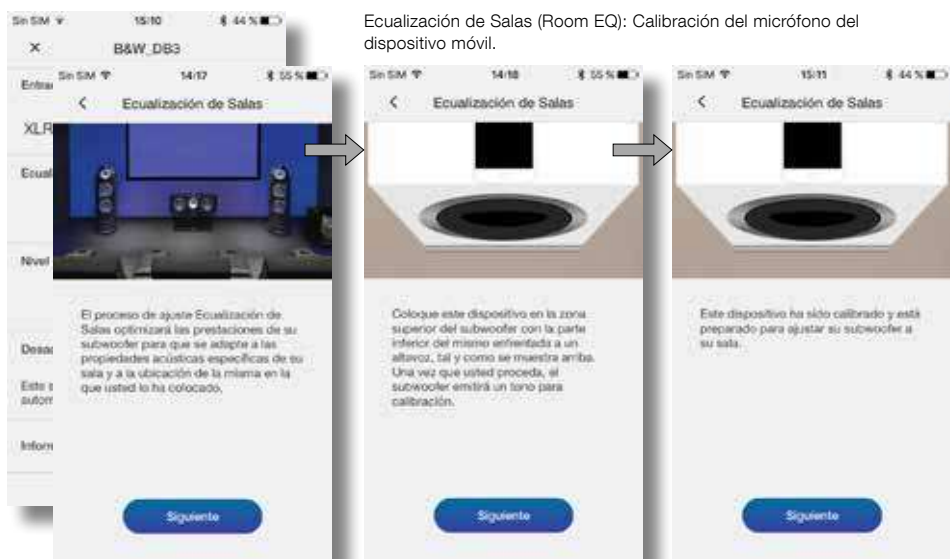 Ecualización de Salas (Room EQ): Calibración del micrófono del
dispositivo móvil.
Sin SIM 15:10 44 %
× B&W_DB3
XLR
Nivel
Este
Sin SIM 14:17 55 %
< Ecualización de Salas
El proceso de ajuste Ecualización de
Salas optimizará las prestaciones de su
subwoofer para que se adapte a las
propiedades acústicas específicas de su
sala y a la ubicación de la misma en la
que usted lo ha colocado.
Siguiente
Sin SIM 14:18 55 %
< Ecualización de Salas
Coloque este dispositivo en la zona
superior del subwoofer con la parte
inferior del mismo enfrentada a un
altavoz, tal y como se muestra arriba.
Una vez que usted proceda, el
subwoofer emitirá un tono para
calibración.
Siguiente
Sin SIM 15:11 44 %
< Ecualización de Salas
Este dispositivo ha sido calibrado y está
preparado para ajustar su subwoofer a
su sala.
Siguiente